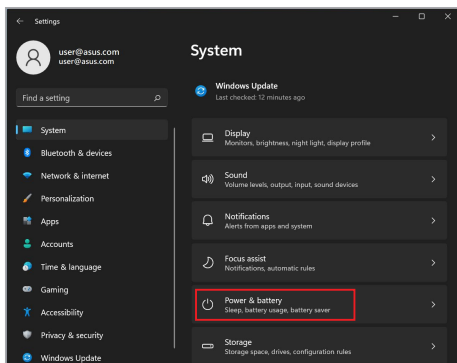 Settings
user@asus.com
user@asus.com
Find a setting
System
Bluetooth & devices
Network & internet
Personalization
Apps
Accounts
Time & language
Gaming
Accessibility
Privacy & security
Windows Update
System
Windows Update
Last checked: 12 minutes ago
Display
Monitors, brightness, night light, display profile
Sound
Volume levels, output, input, sound devices
Notifications
Alerts from apps and system
Focus assist
Notifications, automatic rules
Power & battery
Sleep, battery usage, battery saver
Storage
Storage space, drives, configuration rules